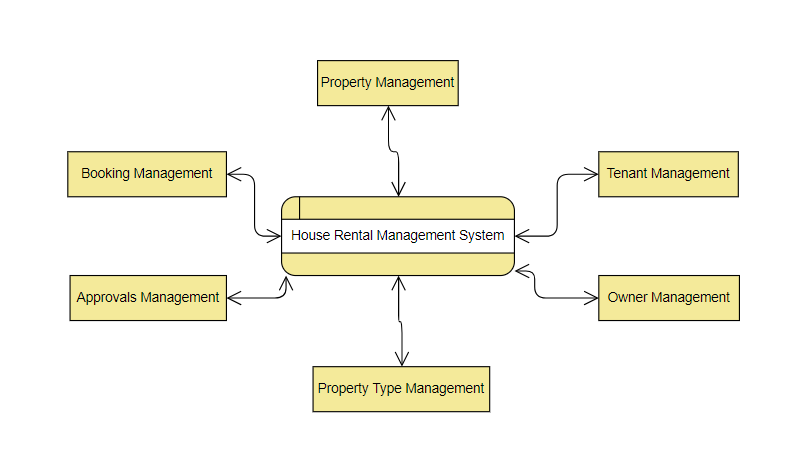 Property Management
Booking Management
Tenant Management
House Rental Management System
Approvals Management
Owner Management
Property Type Management